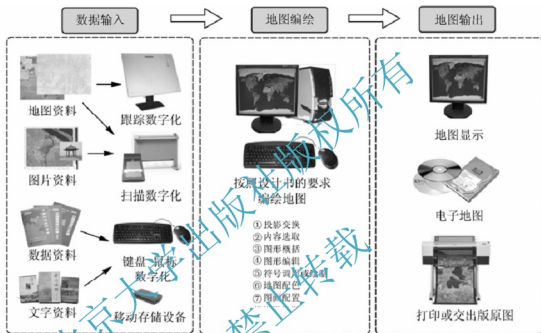 数据输入
地图编绘
地图输出
地图资料
跟踪数字化
图片资料
扫描数字化
数据资料
键盘 鼠标
数字化
文字资料
移动存储设备
按照设计书的要求
编绘地图
①投影变换
②内容选取
③图形概括
④图形编辑
⑥地图配色
地图显示
电子地图
打印或交出版原图
京大学出版社版权所有
禁止转载